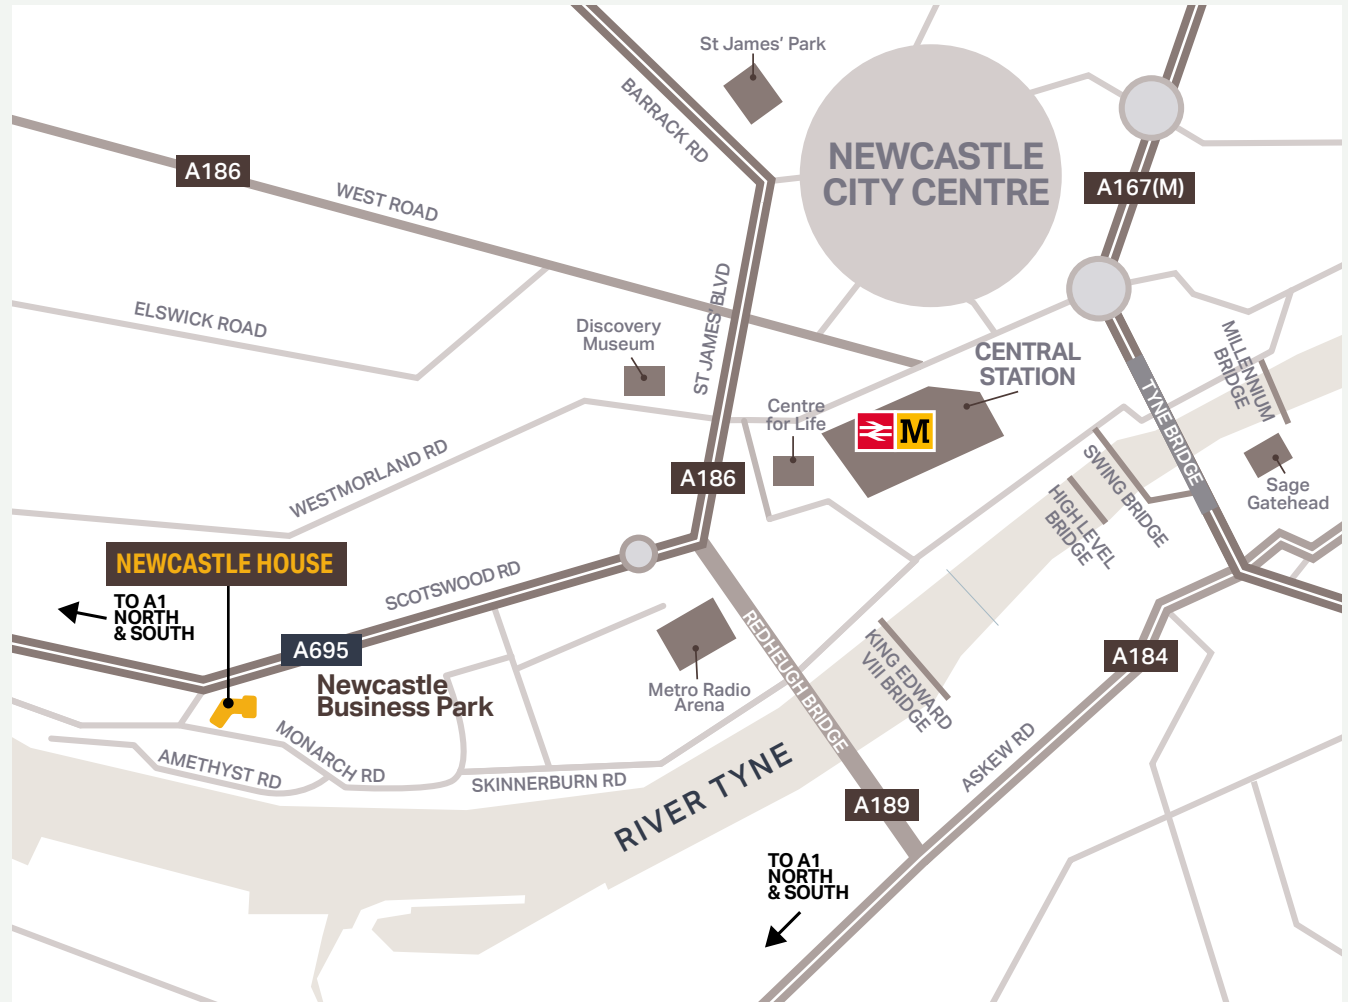 St James' Park
BARRACK RD
NEWCASTLE
CITY CENTRE
A186
A167(M)
WEST ROAD
ELSWICK ROAD
ST JAMES' BLVD
Discovery
Museum
CENTRAL
STATION
MILLENNIUM
BRIDGE
TYNE BRIDGE
Centre
for Life
M
WESTMORLAND RD
A186
SWING BRIDGE
HIGH LEVEL
BRIDGE
Sage
Gatehead
NEWCASTLE HOUSE
SCOTSWOOD RD
TO A1
NORTH
& SOUTH
A695
REDHEUGH BRIDGE
KING EDWARD
VIII BRIDGE
A184
Newcastle
Business Park
Metro Radio
Arena
MONARCH RD
AMETHYST RD
SKINNERBURN RD
RIVER TYNE
ASKEW RD
A189
TO A1
NORTH
& SOUTH